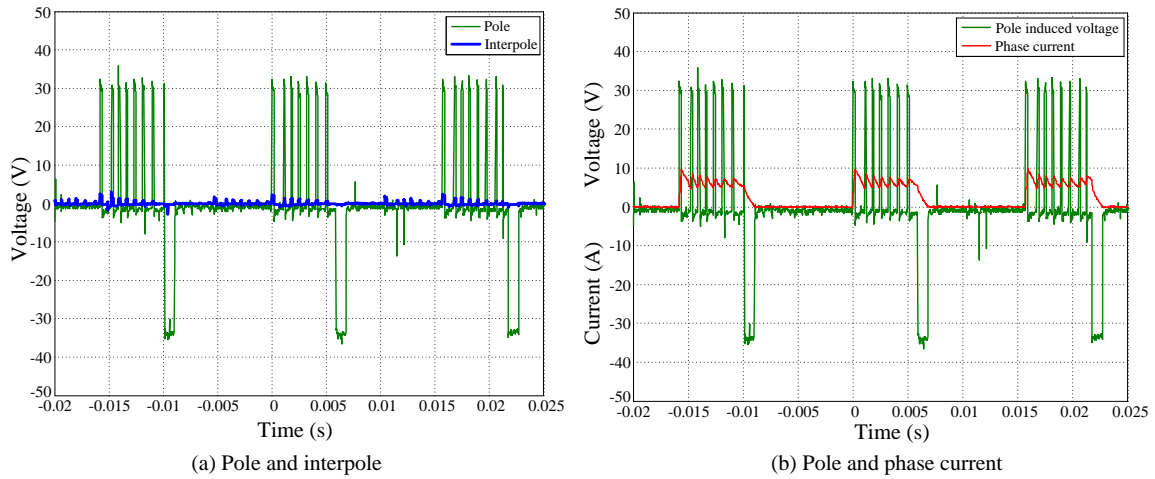 Pole
Interpole
50
40
30
20
10
0
-10
-20
-30
-40
-50
Voltage (V)
-0.02 -0.015 -0.01 -0.005 0 0.005 0.01 0.015 0.02 0.025
Time (s)
(a) Pole and interpole
Pole induced voltage
Phase current
50
40
30
20
10
0
-10
-20
-30
-40
-50
Current (A) Voltage (V)
-0.02 -0.015 -0.01 -0.005 0 0.005 0.01 0.015 0.02 0.025
Time (s)
(b) Pole and phase current